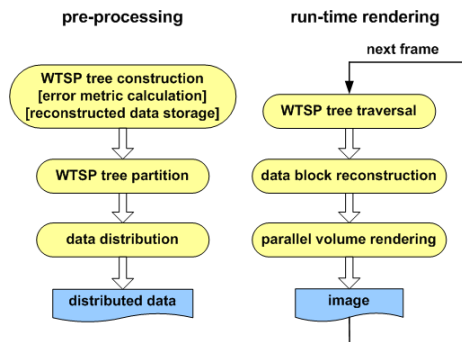 pre-processing
WTSP tree construction
[error metric calculation]
[reconstructed data storage]
WTSP tree partition
data distribution
distributed data
run-time rendering
next frame
WTSP tree traversal
data block reconstruction
parallel volume rendering
image